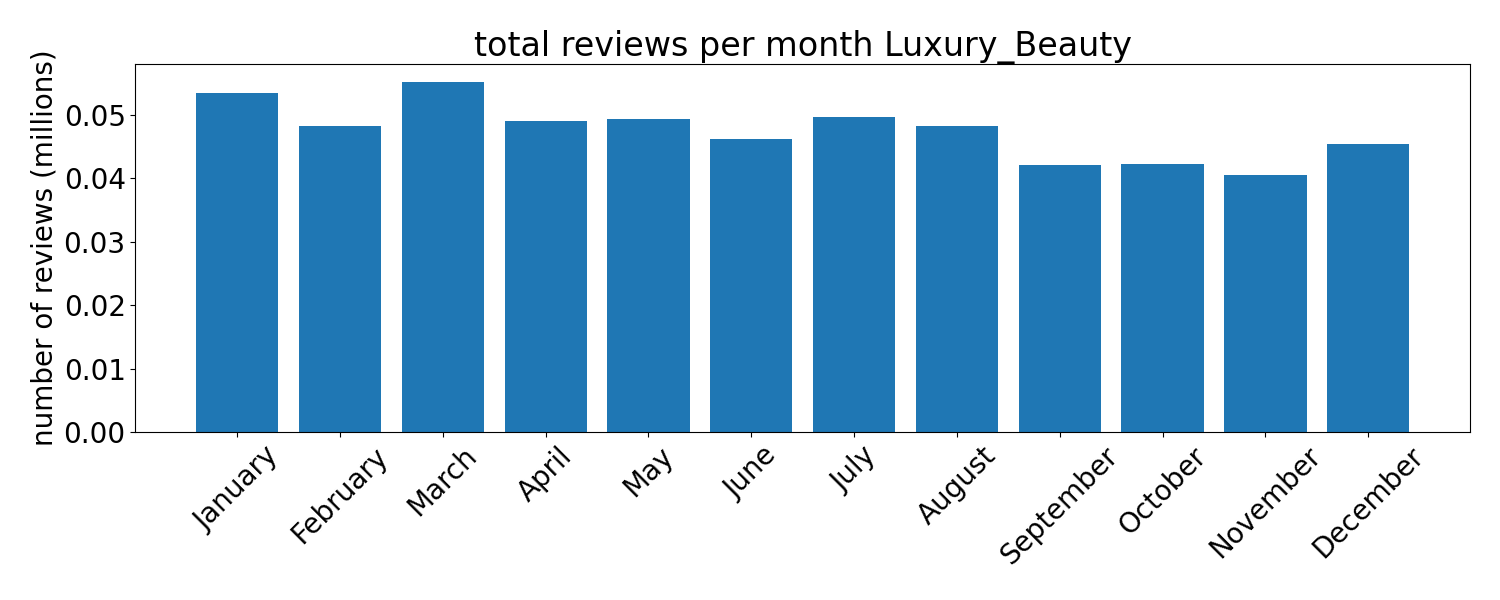 total reviews per month Luxury_Beauty
number of reviews (millions)
0.05
0.04
0.03
0.02
0.01
0.00
January
February
March
April
May
June
July
August
September
October
November
December